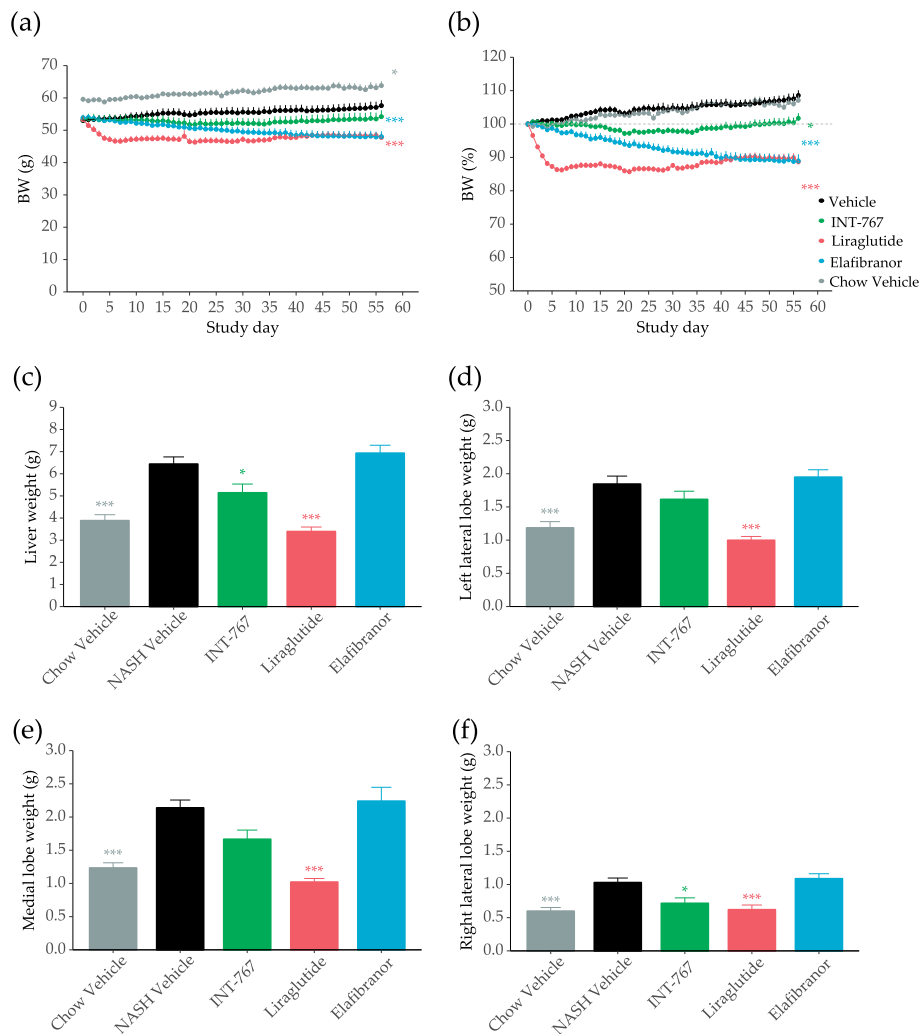 (a)
70
60
50
40
30
20
10
0
BW (g)
0 5 10 15 20 25 30 35 40 45 50 55 60
Study day
*
***
***
(b)
120
110
100
90
80
70
60
50
BW (%)
0 5 10 15 20 25 30 35 40 45 50 55 60
Study day
*
***
***
Vehicle
INT-767
Liraglutide
Elafibranor
Chow Vehicle
(c)
9
8
7
6
5
4
3
2
1
0
Liver weight (g)
***
*
***
Chow Vehicle
NASH Vehicle
INT-767
Liraglutide
Elafibranor
(d)
3.0
2.5
2.0
1.5
1.0
0.5
0.0
Left lateral lobe weight (g)
***
***
Chow Vehicle
NASH Vehicle
INT-767
Liraglutide
Elafibranor
(e)
3.0
2.5
2.0
1.5
1.0
0.5
0.0
Medial lobe weight (g)
***
***
Chow Vehicle
NASH Vehicle
INT-767
Liraglutide
Elafibranor
(f)
3.0
2.5
2.0
1.5
1.0
0.5
0.0
Right lateral lobe weight (g)
***
*
***
Chow Vehicle
NASH Vehicle
INT-767
Liraglutide
Elafibranor